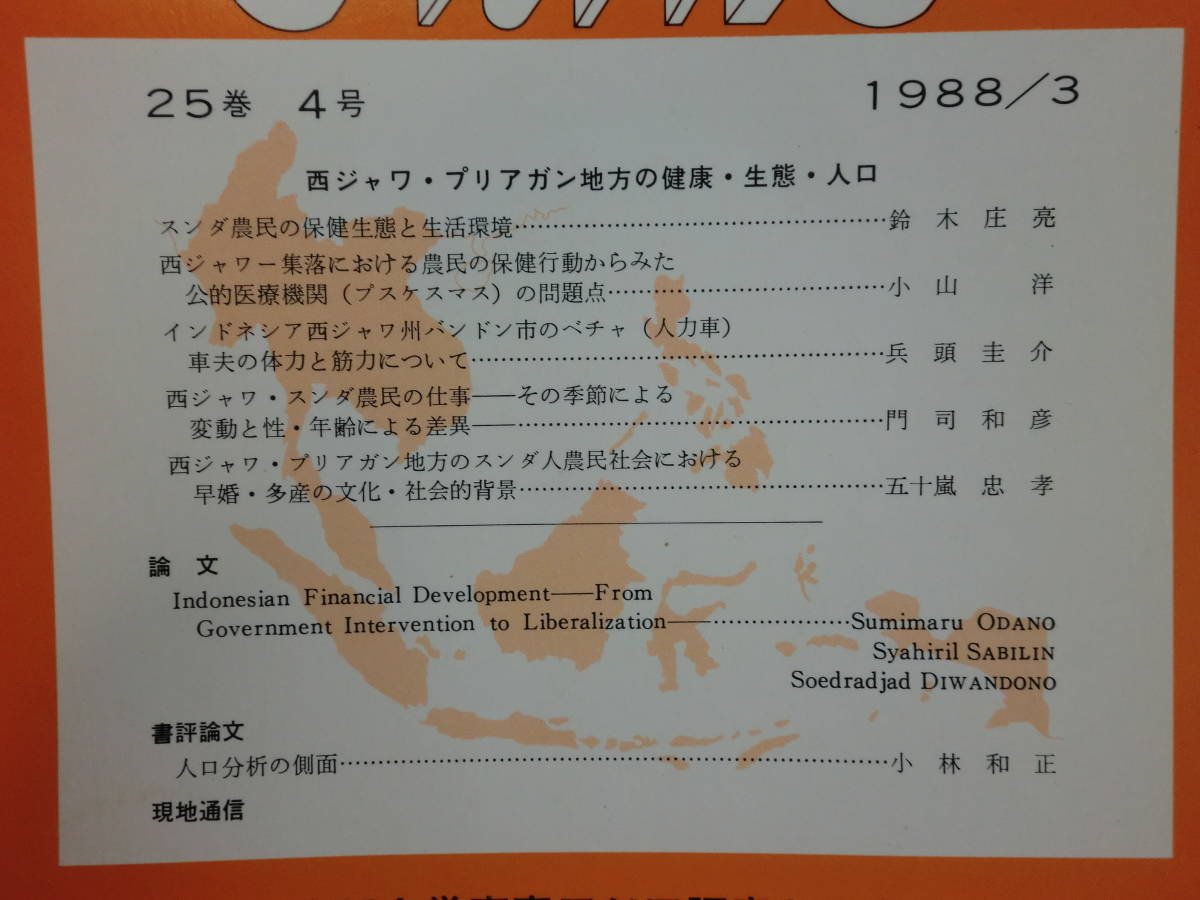 25巻 4号
1988/3
西ジャワ・プリアガン地方の健康・生態・人口
スンダ農民の保健生態と生活環境……………………………………鈴木庄亮
西ジャワ一集落における農民の保健行動からみた
公的医療機関（プスケスマス）の問題点………………………………小山 洋
インドネシア西ジャワ州バンドン市のベチャ（人力車）
車夫の体力と筋力について………………………………………………兵頭圭介
西ジャワ・スンダ農民の仕事――その季節による
変動と性・年齢による差異――…………………………………………門司和彦
西ジャワ・プリアガン地方のスンダ人農民社会における
早婚・多産の文化・社会的背景…………………………………………五十嵐忠孝
論文
Indonesian Financial Development――From
Government Intervention to Liberalization――………………Sumimaru ODANO
Syahiril SABILIN
Soedradjad DIWANDONO
書評論文
人口分析の側面……………………………………………………………小林和正
現地通信